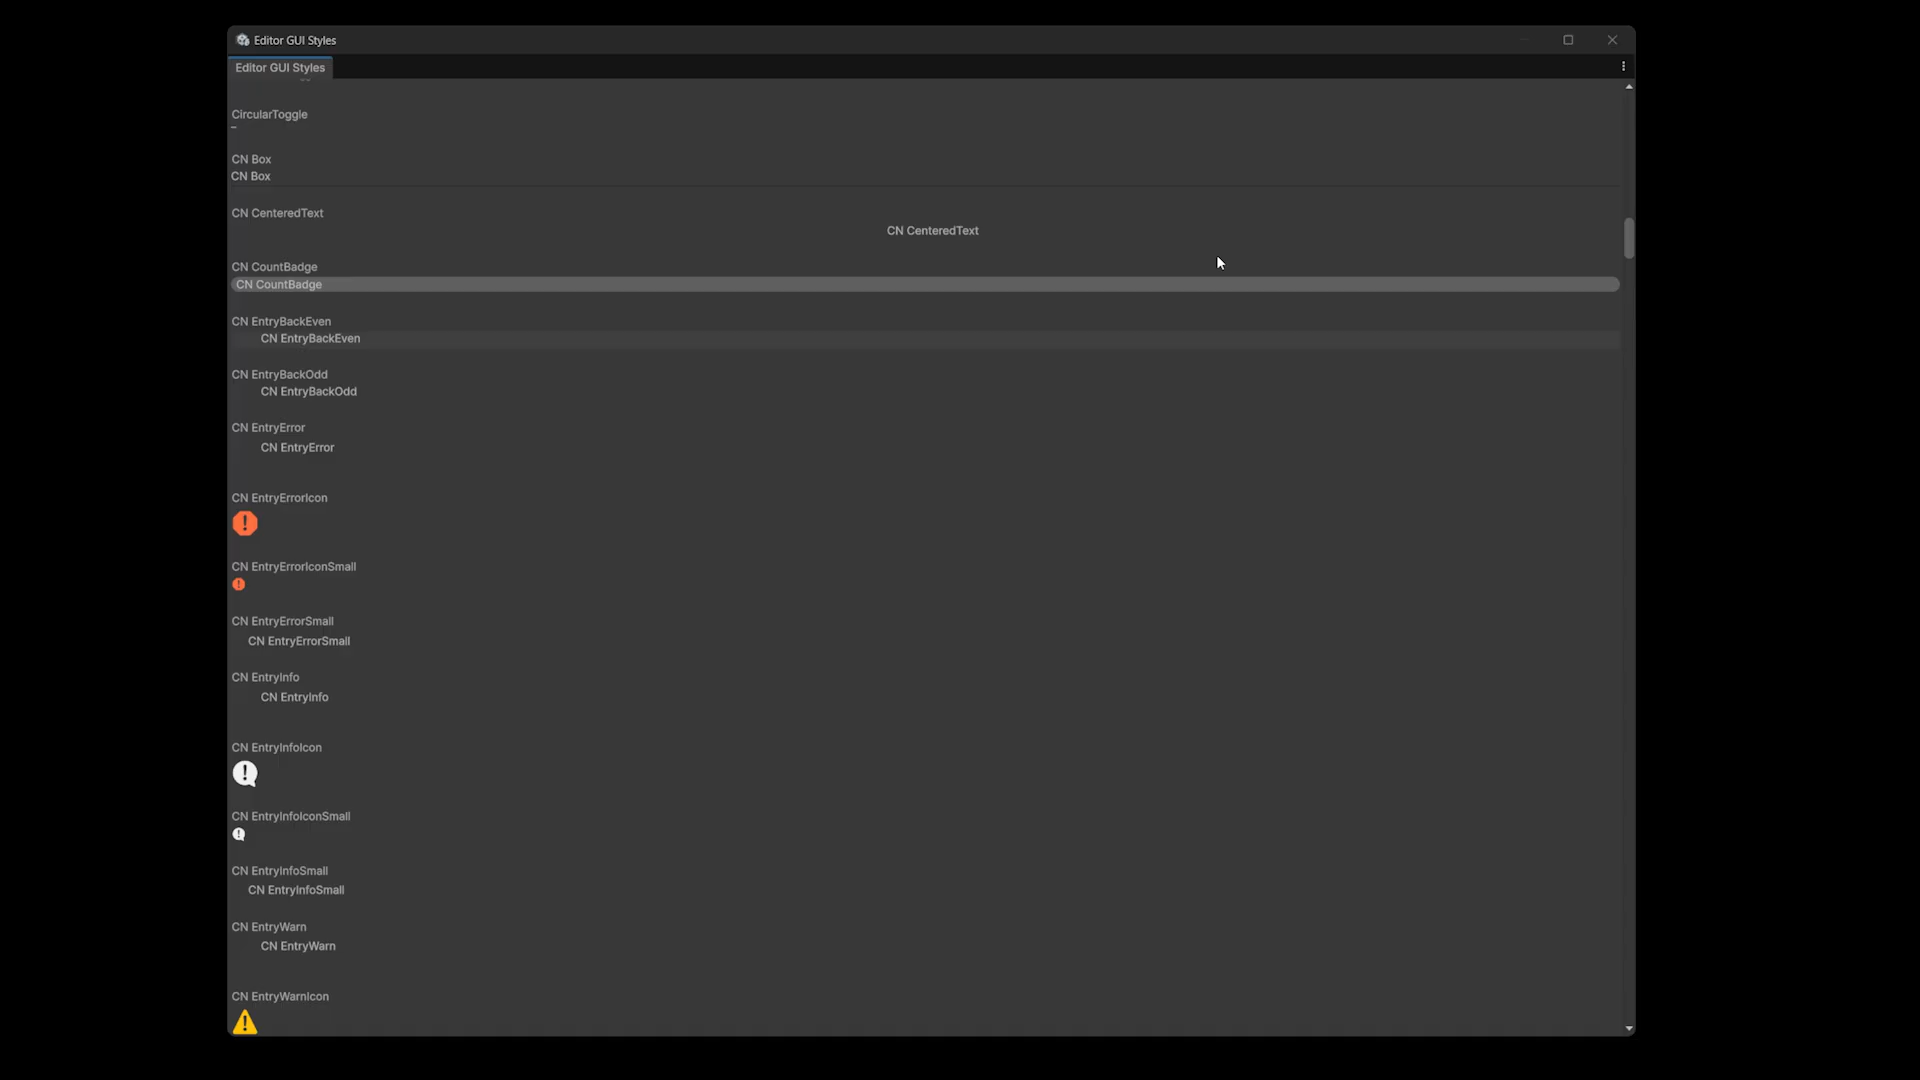 Editor GUI Styles
Editor GUI Styles
CircularToggle
CN Box
CN Box
CN CenteredText
CN CenteredText
CN CountBadge
CN CountBadge
CN EntryBackEven
CN EntryBackEven
CN EntryBackOdd
CN EntryBackOdd
CN EntryError
CN EntryError
CN EntryErrorIcon
CN EntryErrorIconSmall
CN EntryErrorSmall
CN EntryErrorSmall
CN EntryInfo
CN EntryInfo
CN EntryInfoIcon
CN EntryInfoIconSmall
CN EntryInfoSmall
CN EntryInfoSmall
CN EntryWarn
CN EntryWarn
CN EntryWarnIcon